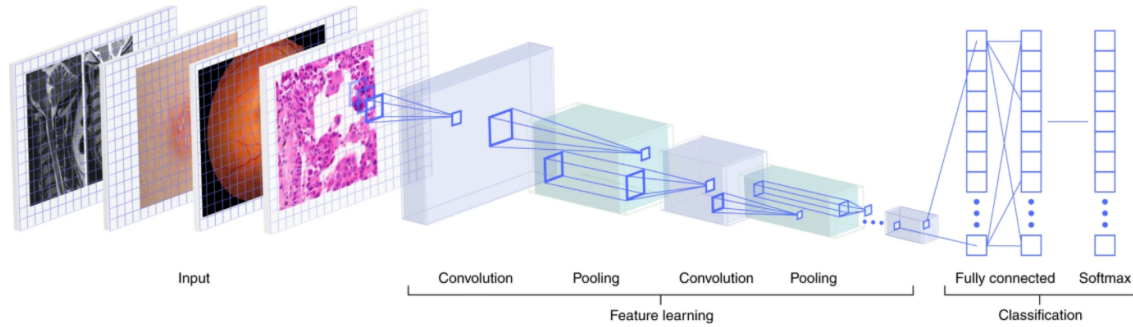 Input
Convolution
Pooling
Convolution
Pooling
Fully connected
Softmax
Feature learning
Classification